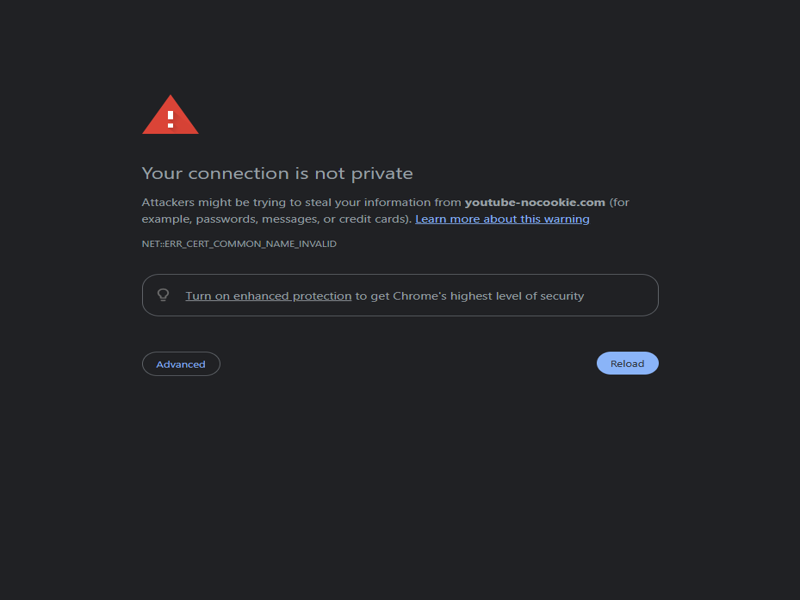 Your connection is not private
Attackers might be trying to steal your information from youtube-nocookie.com (for
example, passwords, messages, or credit cards). Learn more about this warning
NET::ERR_CERT_COMMON_NAME_INVALID
Turn on enhanced protection to get Chrome's highest level of security
Advanced
Reload